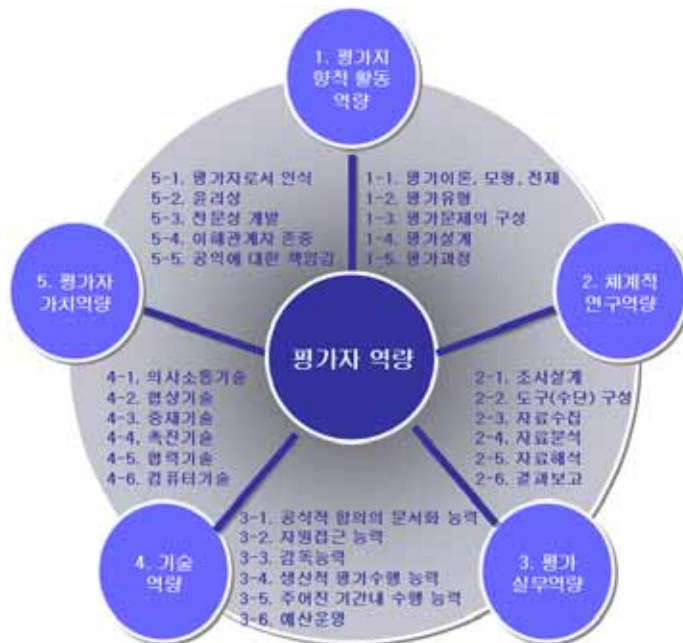 1. 평가지
향적 활동
역량
5-1. 평가자로서 인식
5-2. 윤리성
5-3. 전문성 개발
5-4. 이해관계자 존중
5-5. 공익에 대한 책임감
1-1. 평가이론, 모형, 전제
1-2. 평가유형
1-3. 평가문제의 구성
1-4. 평가설계
1-5. 평가과정
5. 평가자
가치역량
2. 체계적
연구역량
평가자 역량
4-1. 의사소통기술
4-2. 협상기술
4-3. 중재기술
4-4. 촉진기술
4-5. 협력기술
4-6. 컴퓨터기술
2-1. 조사설계
2-2. 도구(수단) 구성
2-3. 자료수집
2-4. 자료분석
2-5. 자료해석
2-6. 결과보고
3-1. 공식적 합의의 문서화 능력
3-2. 자원접근 능력
3-3. 감독능력
3-4. 생산적 평가수행 능력
3-5. 주어진 기간내 수행 능력
3-6. 예산운영
4. 기술
역량
3. 평가
실무역량